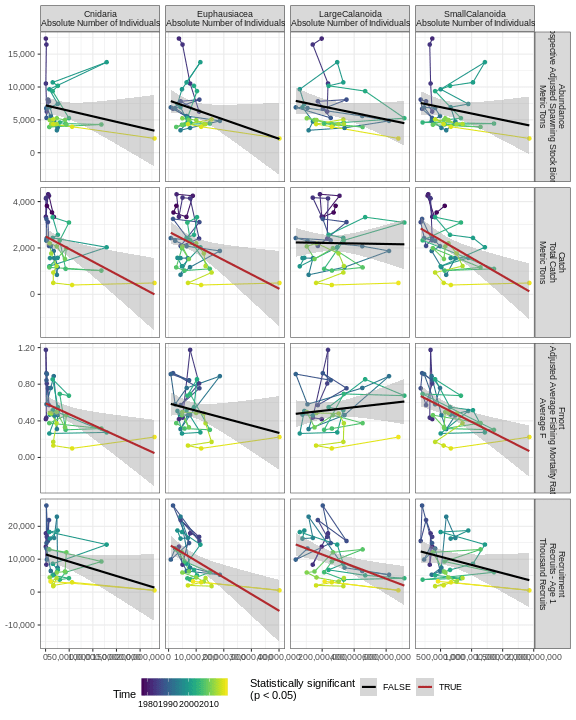 Cnidaria
Absolute Number of Individuals
Euphausiacea
Absolute Number of Individuals
LargeCalanoida
Absolute Number of Individuals
SmallCalanoida
Absolute Number of Individuals
15,000
10,000
5,000
0
Abundance
Adjusted Spawning Stock
Metric Tons
4,000
2,000
0
Catch
Total Catch
Metric Tons
1.20
0.80
0.40
0.00
Fmort
Adjusted Average Fishing Mortality
Average F
20,000
10,000
0
-10,000
Recruitment
Recruits - Age 1
Thousand Recruits
Time
1980 1990 2000 2010
Statistically significant
(p < 0.05)
FALSE
TRUE